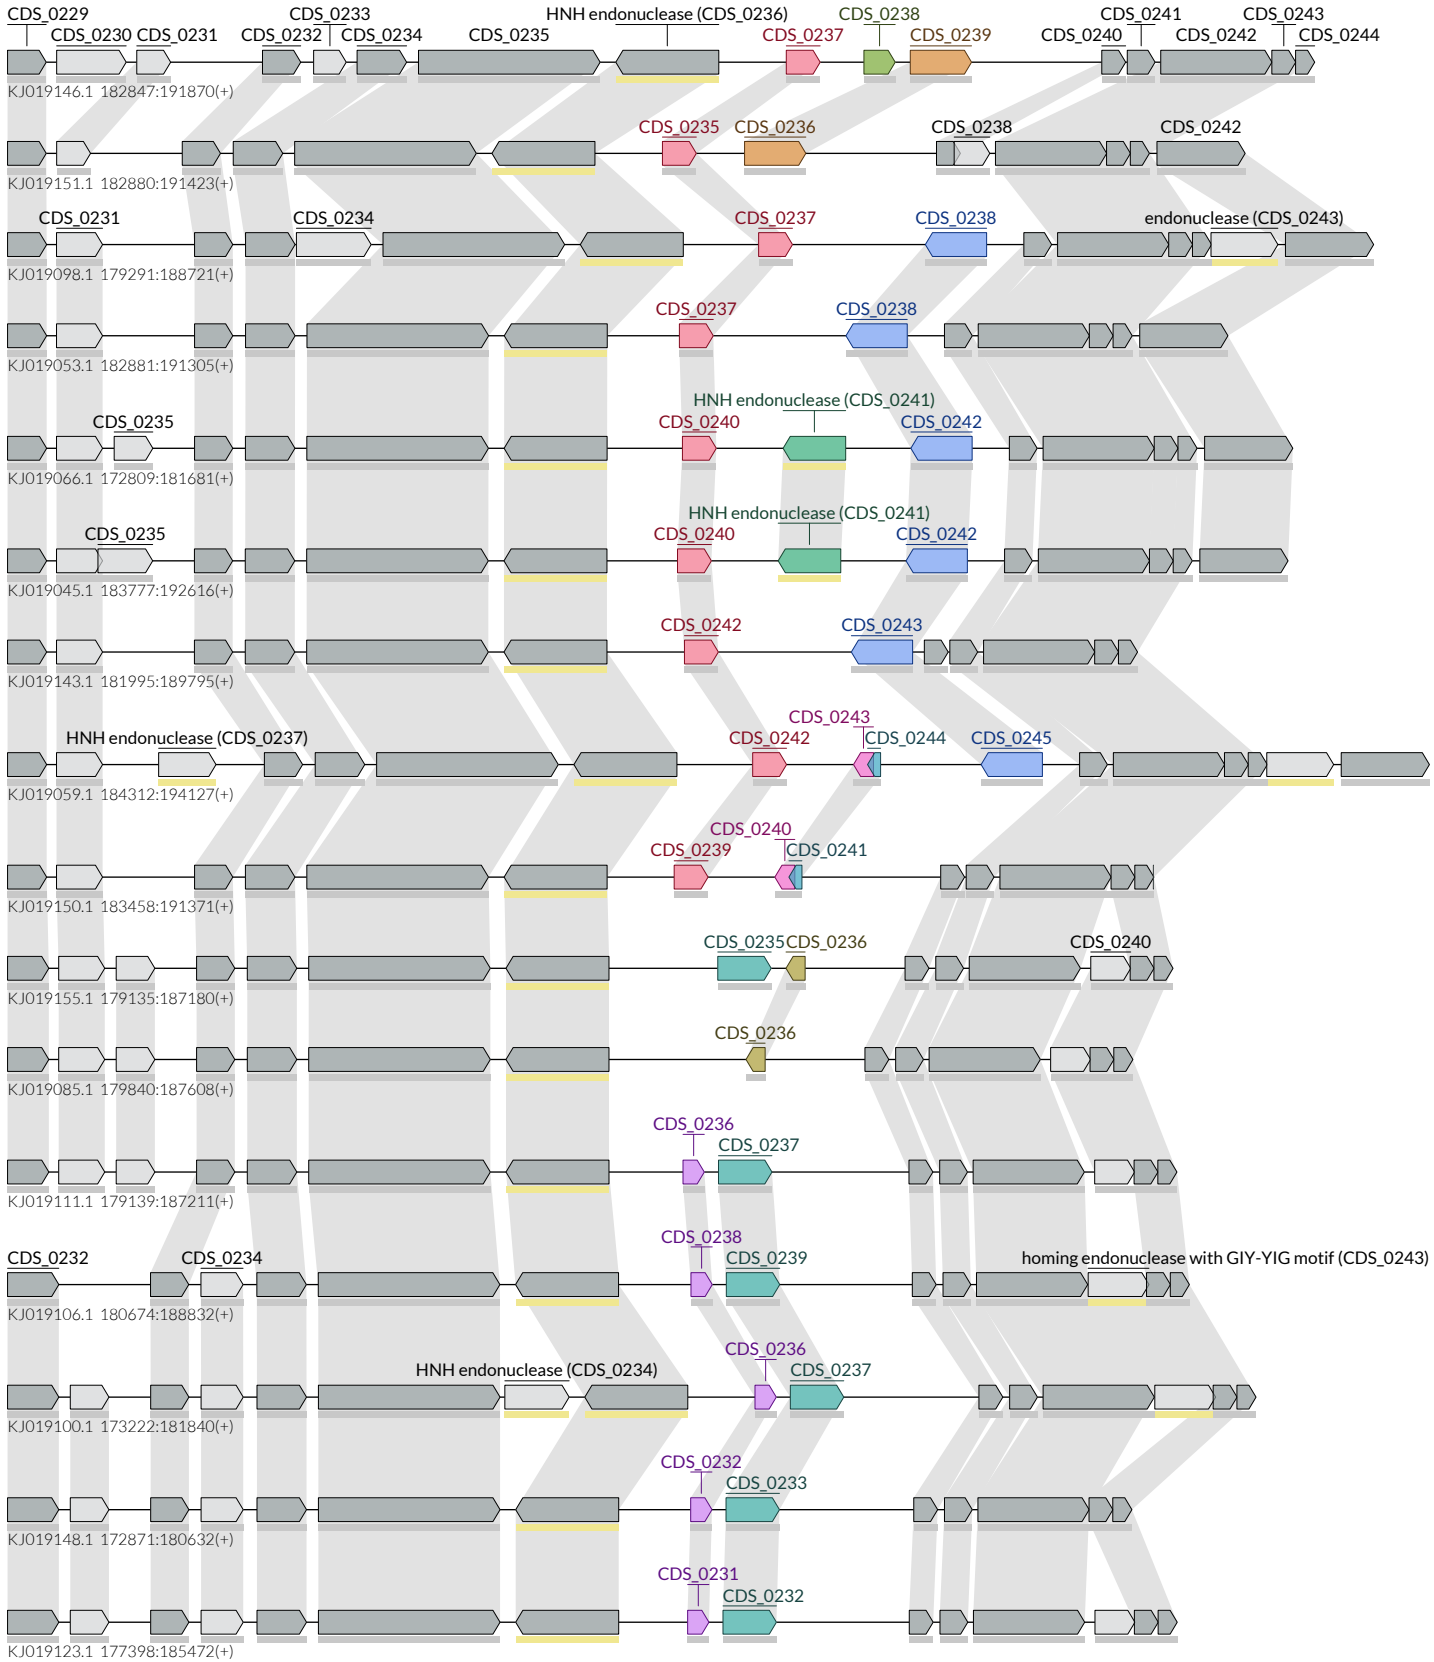 CDS_0229 CDS_0233 HNH endonuclease (CDS_0236) CDS_0238 CDS_0241 CDS_0243
CDS_0230 CDS_0231 CDS_0232 CDS_0234 CDS_0235 CDS_0237 CDS_0239 CDS_0240 CDS_0242 CDS_0244
KJ019146.1 182847:191870(+)
CDS_0235 CDS_0236 CDS_0238 CDS_0242
KJ019151.1 182880:191423(+)
CDS_0231 CDS_0234 CDS_0237 CDS_0238 endonuclease (CDS_0243)
KJ019098.1 179291:188721(+)
CDS_0237 CDS_0238
KJ019053.1 182881:191305(+)
HNH endonuclease (CDS_0241)
CDS_0235 CDS_0240 CDS_0242
KJ019066.1 172809:181681(+)
HNH endonuclease (CDS_0241)
CDS_0235 CDS_0240 CDS_0242
KJ019045.1 183777:192616(+)
CDS_0242 CDS_0243
KJ019143.1 181995:189795(+)
CDS_0243
HNH endonuclease (CDS_0237) CDS_0242 CDS_0244 CDS_0245
KJ019059.1 184312:194127(+)
CDS_0240
CDS_0239 CDS_0241
KJ019150.1 183458:191371(+)
CDS_0235 CDS_0236 CDS_0240
KJ019155.1 179135:187180(+)
CDS_0236
KJ019085.1 179840:187608(+)
CDS_0236
CDS_0237
KJ019111.1 179139:187211(+)
CDS_0238
CDS_0232 CDS_0234 CDS_0239 homing endonuclease with GIY-YIG motif (CDS_0243)
KJ019106.1 180674:188832(+)
CDS_0236
HNH endonuclease (CDS_0234) CDS_0237
KJ019100.1 173222:181840(+)
CDS_0232
CDS_0233
KJ019148.1 172871:180632(+)
CDS_0231
CDS_0232
KJ019123.1 177398:185472(+)